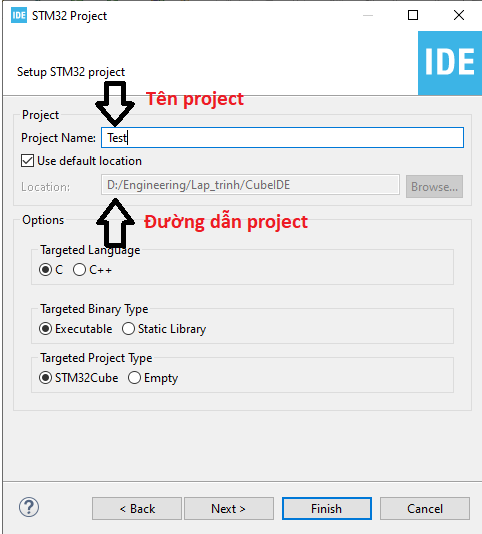 IDE STM32 Project
Setup STM32 project
IDE
Tên project
Project
Project Name: Test
Use default location
Location: D:/Engineering/Lap_trinh/CubeIDE Browse...
Đường dẫn project
Options
Targeted Language
C C++
Targeted Binary Type
Executable Static Library
Targeted Project Type
STM32Cube Empty
? < Back Next > Finish Cancel